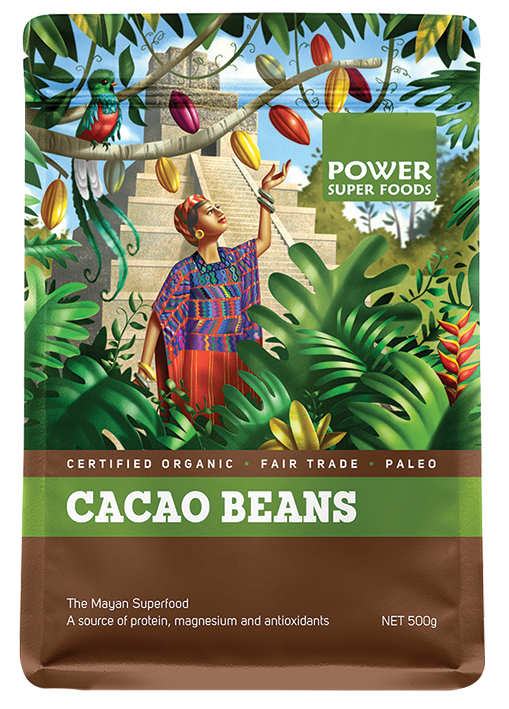 POWER
SUPER FOODS
CERTIFIED ORGANIC • FAIR TRADE • PALEO
CACAO BEANS
The Mayan Superfood
A source of protein, magnesium and antioxidants
NET 500g